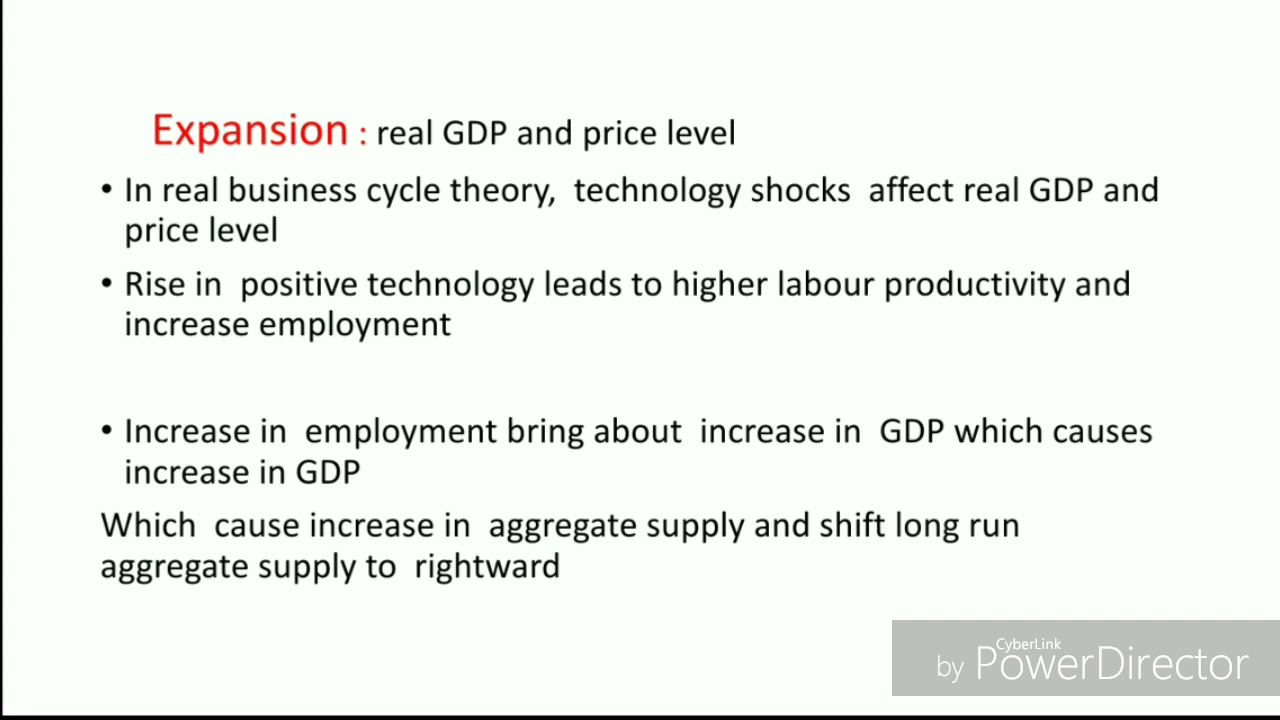 Expansion : real GDP and price level
• In real business cycle theory, technology shocks affect real GDP and
price level
• Rise in positive technology leads to higher labour productivity and
increase employment
• Increase in employment bring about increase in GDP which causes
increase in GDP
Which cause increase in aggregate supply and shift long run
aggregate supply to rightward
CyberLink
by PowerDirector